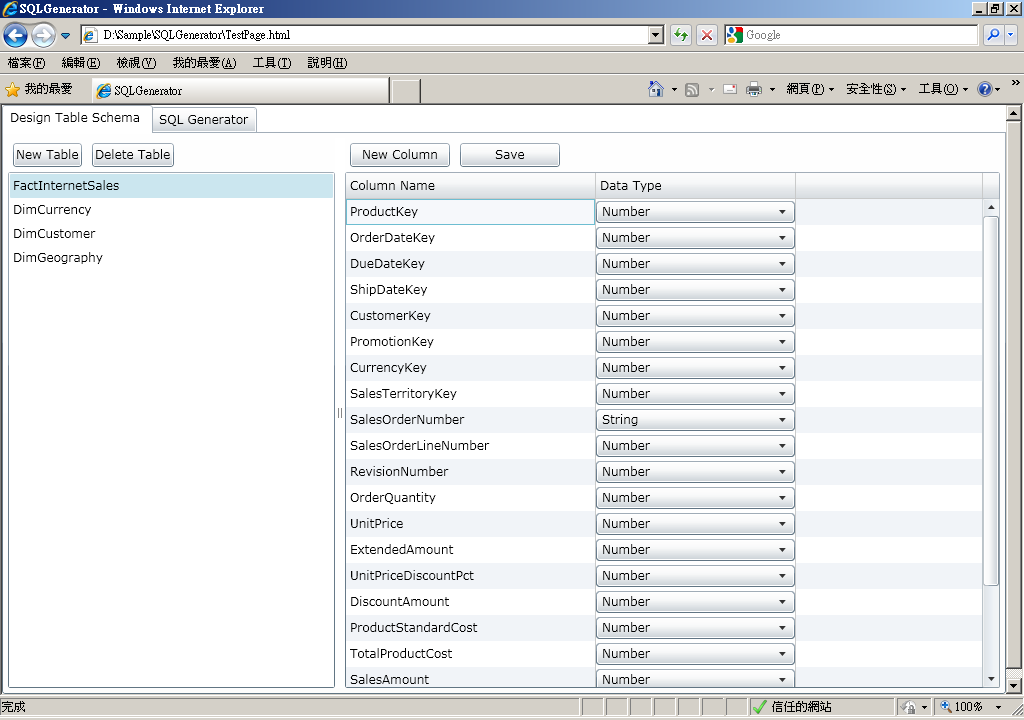 SQLGenerator - Windows Internet Explorer
D:\Sample\SQLGenerator\TestPage.html
Google
檔案(F) 編輯(E) 檢視(V) 我的最愛(A) 工具(T) 說明(H)
我的最愛 SQLGenerator 網頁(P) 安全性(S) 工具(O) »
Design Table Schema SQL Generator
New Table Delete Table New Column Save
Column Name Data Type
FactInternetSales
DimCurrency
DimCustomer
DimGeography
ProductKey Number
OrderDateKey Number
DueDateKey Number
ShipDateKey Number
CustomerKey Number
PromotionKey Number
CurrencyKey Number
SalesTerritoryKey Number
SalesOrderNumber String
SalesOrderLineNumber Number
RevisionNumber Number
OrderQuantity Number
UnitPrice Number
ExtendedAmount Number
UnitPriceDiscountPct Number
DiscountAmount Number
ProductStandardCost Number
TotalProductCost Number
SalesAmount Number
完成 信任的網站 100%